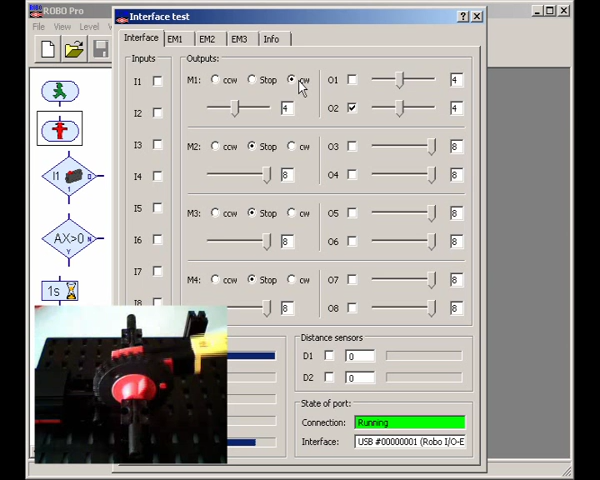 ROBO Pro
Interface test
File View Level
Interface EM1 EM2 EM3 Info
Inputs: Outputs:
I1 M1: ccw Stop cw O1 4
I2 4 O2 4
I3 M2: ccw Stop cw O3 8
I4 8 O4 8
I5 M3: ccw Stop cw O5 8
I6 8 O6 8
I7 M4: ccw Stop cw O7 8
I8 8 O8 8
I1 0 1
AX>0 N Y
1s
Distance sensors
D1 0
D2 0
State of port:
Connection: Running
Interface: USB #00000001 (Robo I/O-E